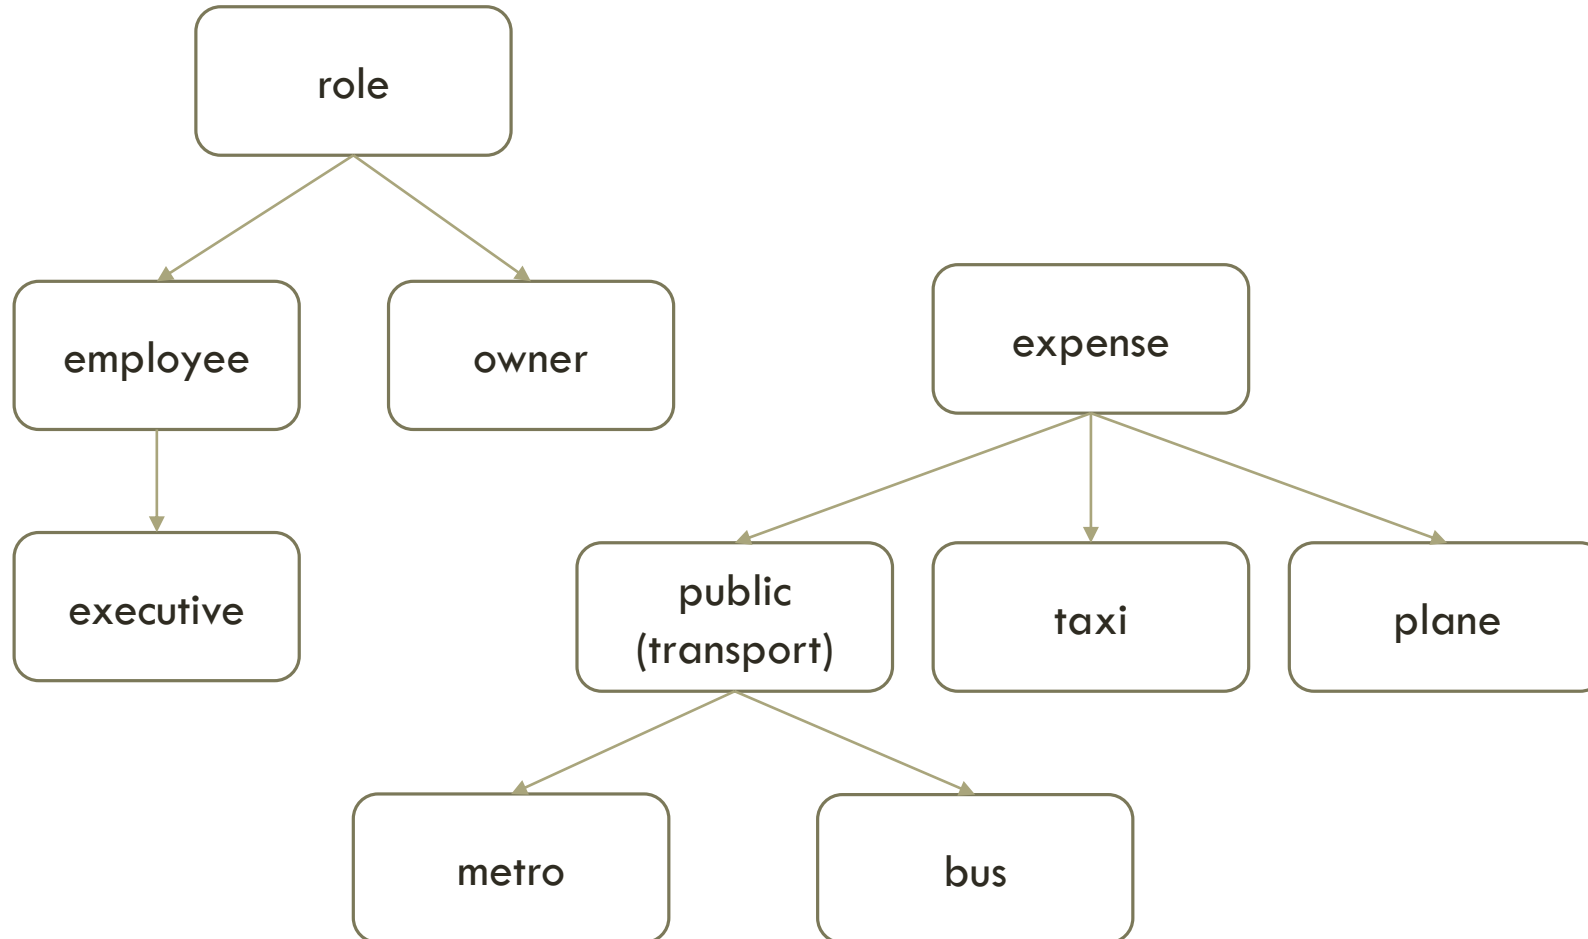 role
employee
owner
expense
executive
public
(transport)
taxi
plane
metro
bus